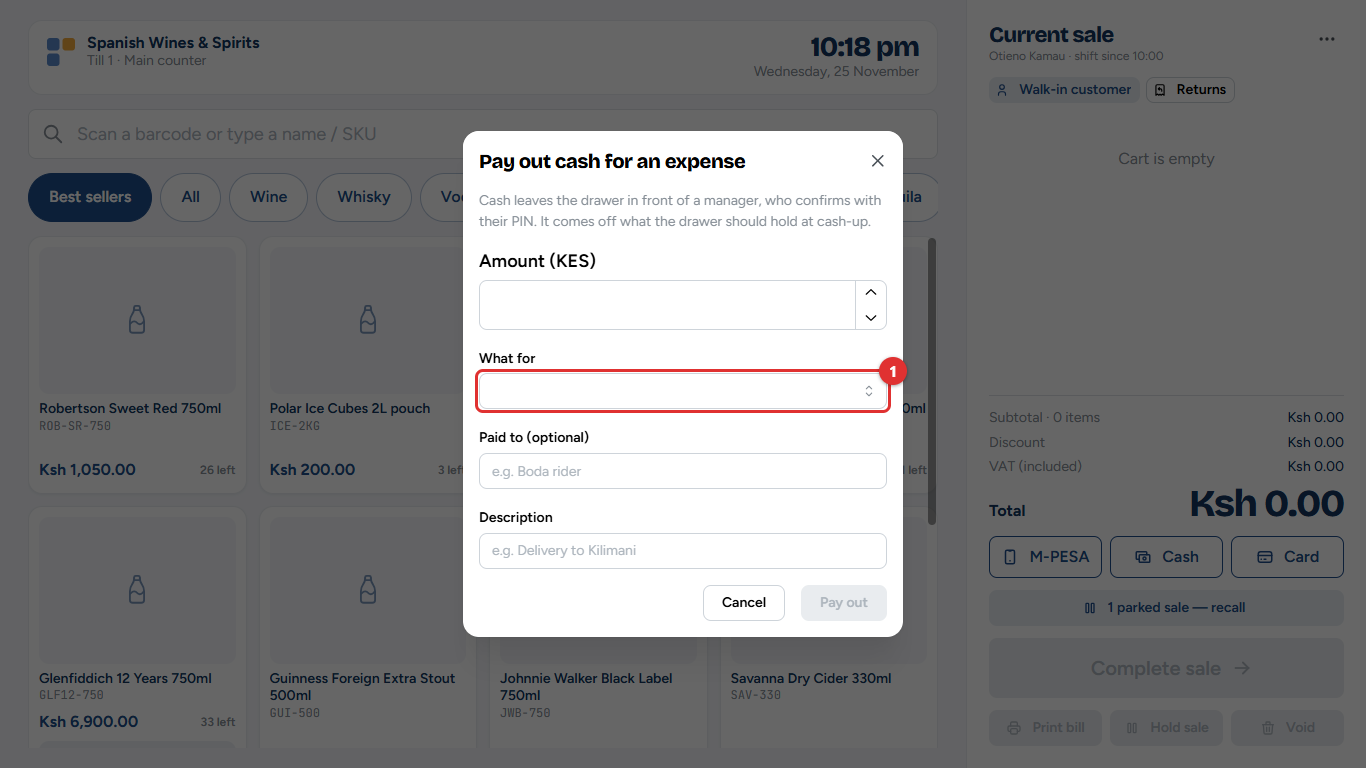 Spanish Wines & Spirits
Till 1 · Main counter
10:18 pm
Wednesday, 25 November
Scan a barcode or type a name / SKU
Best sellers
All
Wine
Whisky
Robertson Sweet Red 750ml
ROB-SR-750
Ksh 1,050.00
26 left
Polar Ice Cubes 2L pouch
ICE-2KG
Ksh 200.00
Glenfiddich 12 Years 750ml
GLF12-750
Ksh 6,900.00
33 left
Guinness Foreign Extra Stout
500ml
GUI-500
Johnnie Walker Black Label
750ml
JWB-750
Savanna Dry Cider 330ml
SAV-330
Pay out cash for an expense
Cash leaves the drawer in front of a manager, who confirms with
their PIN. It comes off what the drawer should hold at cash-up.
Amount (KES)
What for
1
Paid to (optional)
e.g. Boda rider
Description
e.g. Delivery to Kilimani
Cancel
Pay out
Current sale
Otieno Kamau · shift since 10:00
Walk-in customer
Returns
Cart is empty
Subtotal · 0 items
Ksh 0.00
Discount
Ksh 0.00
VAT (included)
Ksh 0.00
Total
Ksh 0.00
M-PESA
Cash
Card
1 parked sale — recall
Complete sale
Print bill
Hold sale
Void